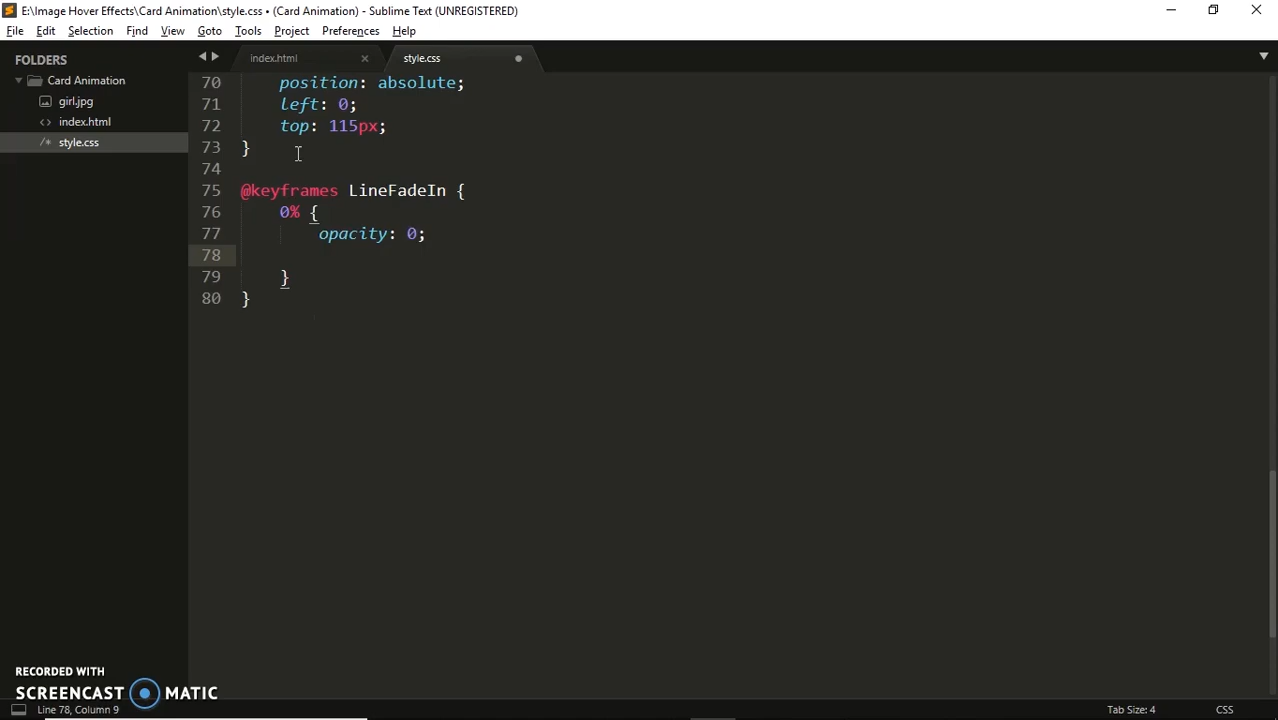 E:\Image Hover Effects\Card Animation\style.css • (Card Animation) - Sublime Text (UNREGISTERED)
File Edit Selection Find View Goto Tools Project Preferences Help
FOLDERS
Card Animation
girl.jpg
<> index.html
/* style.css
index.html
style.css
70 position: absolute;
71 left: 0;
72 top: 115px;
73 }
74
75 @keyframes LineFadeIn {
76 0% {
77 opacity: 0;
78
79 }
80 }
RECORDED WITH
SCREENCAST MATIC
Line 78, Column 9
Tab Size: 4
CSS